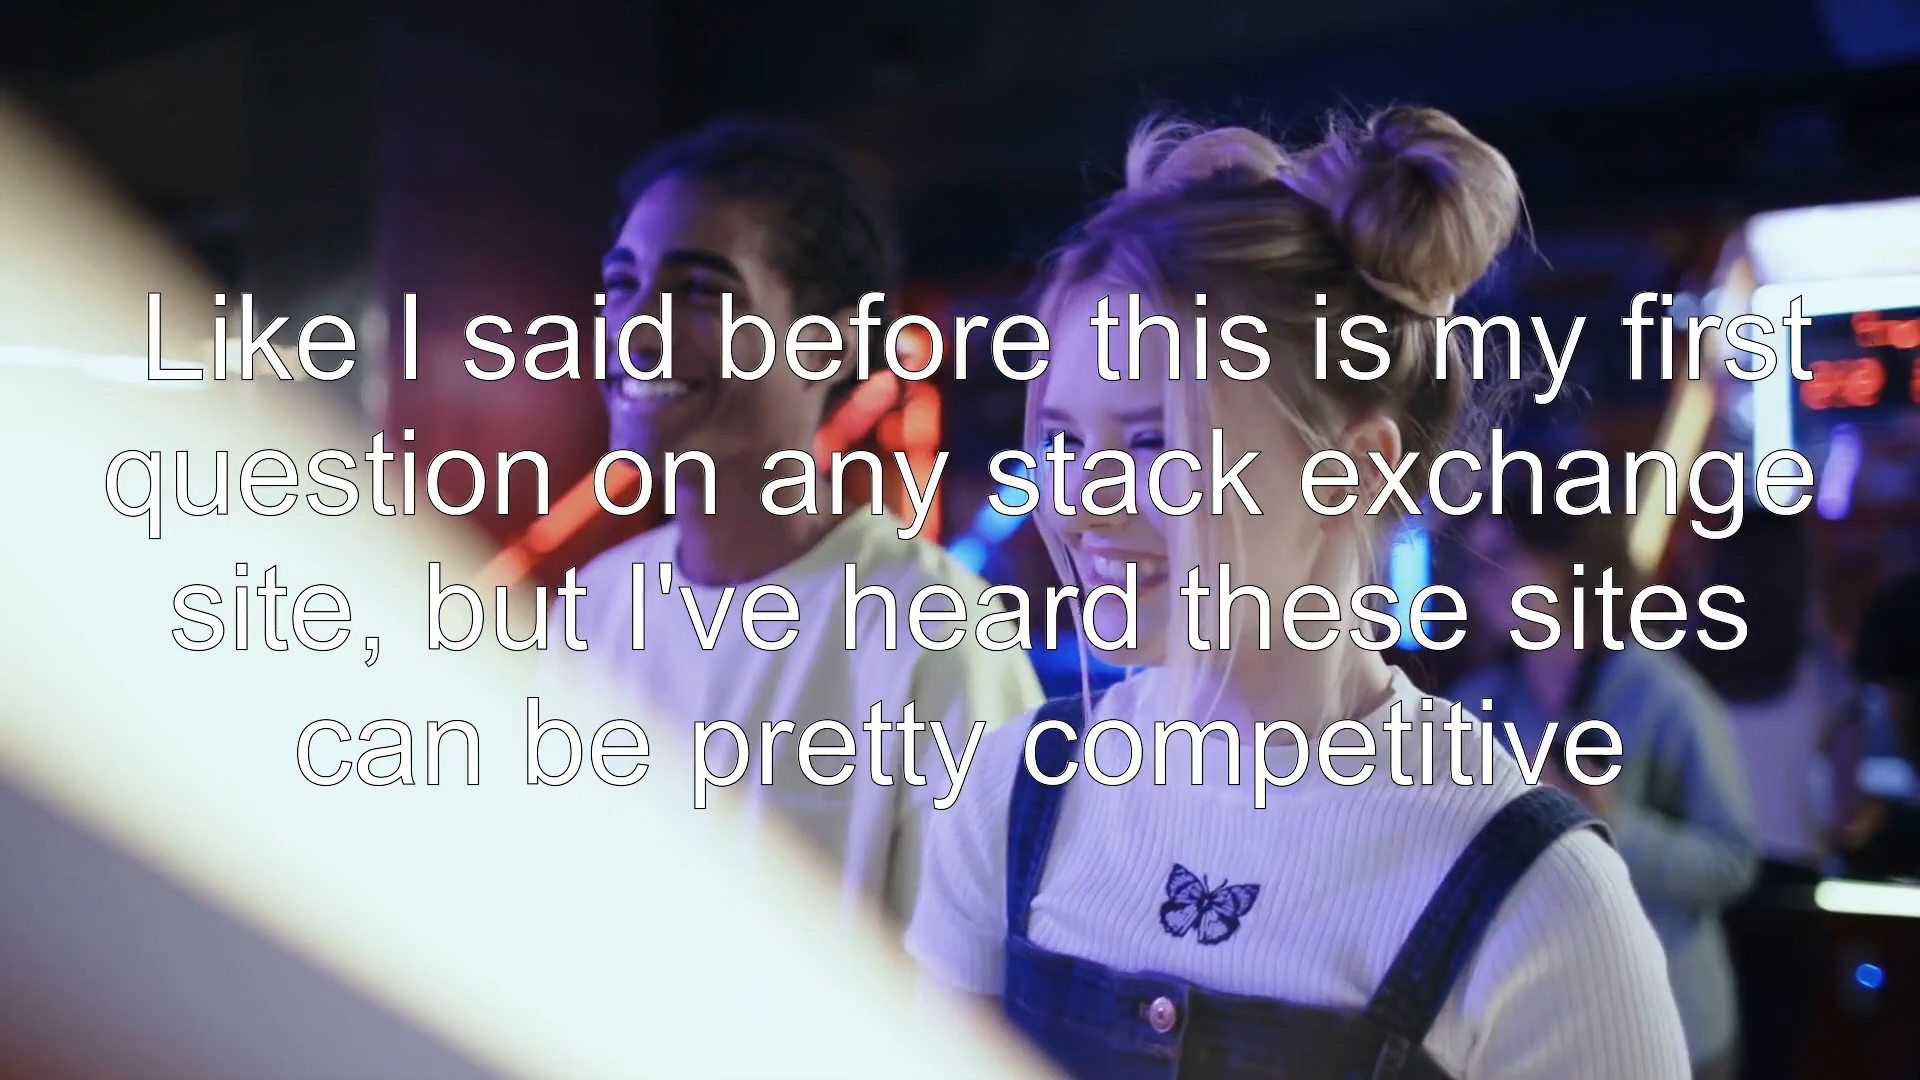 Like I said before this is my first
question on any stack exchange
site, but I've heard these sites
can be pretty competitive